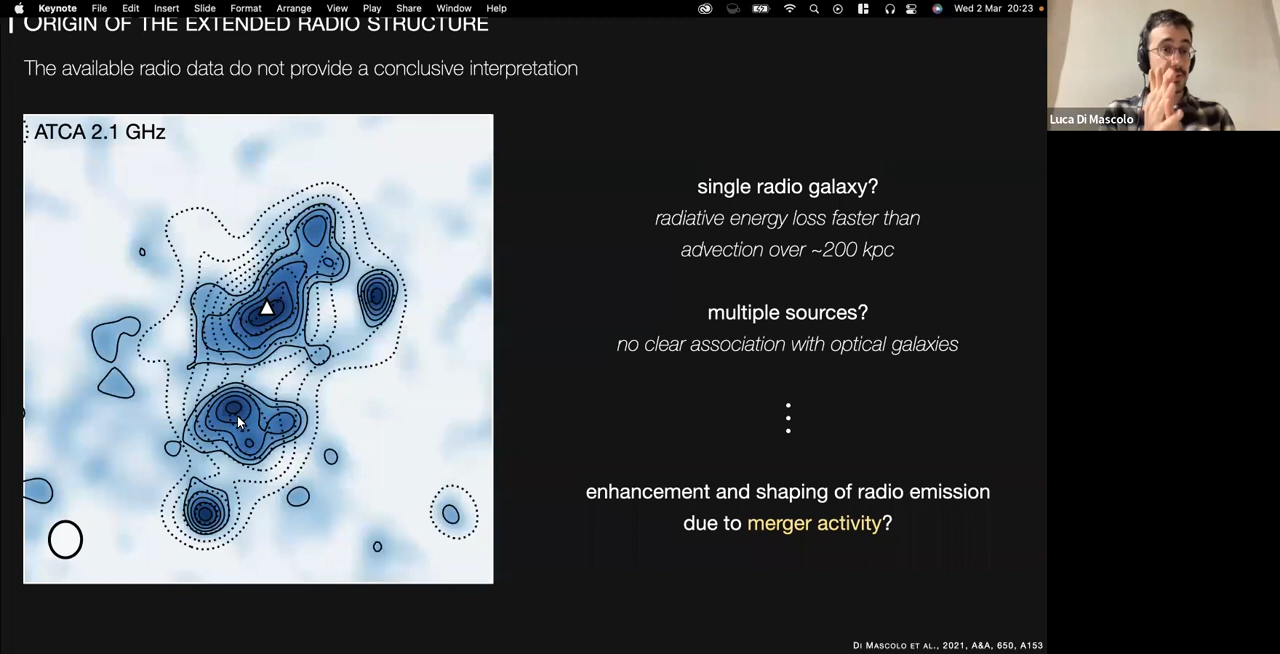 Keynote File Edit Insert Slide Format Arrange View Play Share Window Help Wed 2 Mar 20:23
ORIGIN OF THE EXTENDED RADIO STRUCTURE
The available radio data do not provide a conclusive interpretation
ATCA 2.1 GHz
single radio galaxy?
radiative energy loss faster than
advection over ~200 kpc
multiple sources?
no clear association with optical galaxies
enhancement and shaping of radio emission
due to merger activity?
DI MASCOLO ET AL., 2021, A&A, 650, A153
Luca Di Mascolo